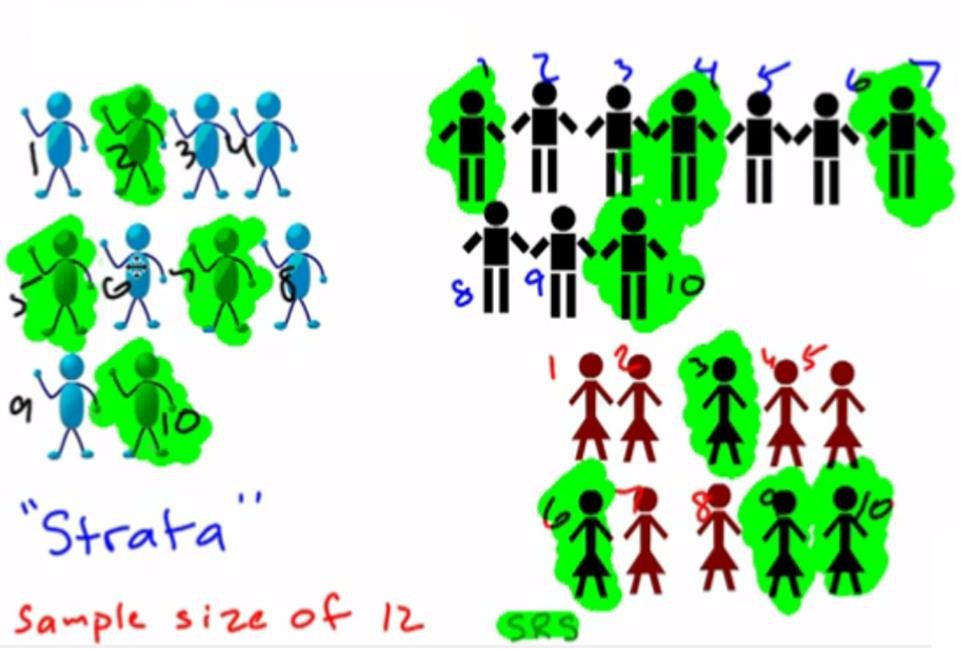 1 2 3 4
5 6 7 8
9 10
1 2 3 4 5 6 7
8 9 10
1 2 3 4 5
6 7 8 9 10
"Strata"
Sample size of 12
SRS